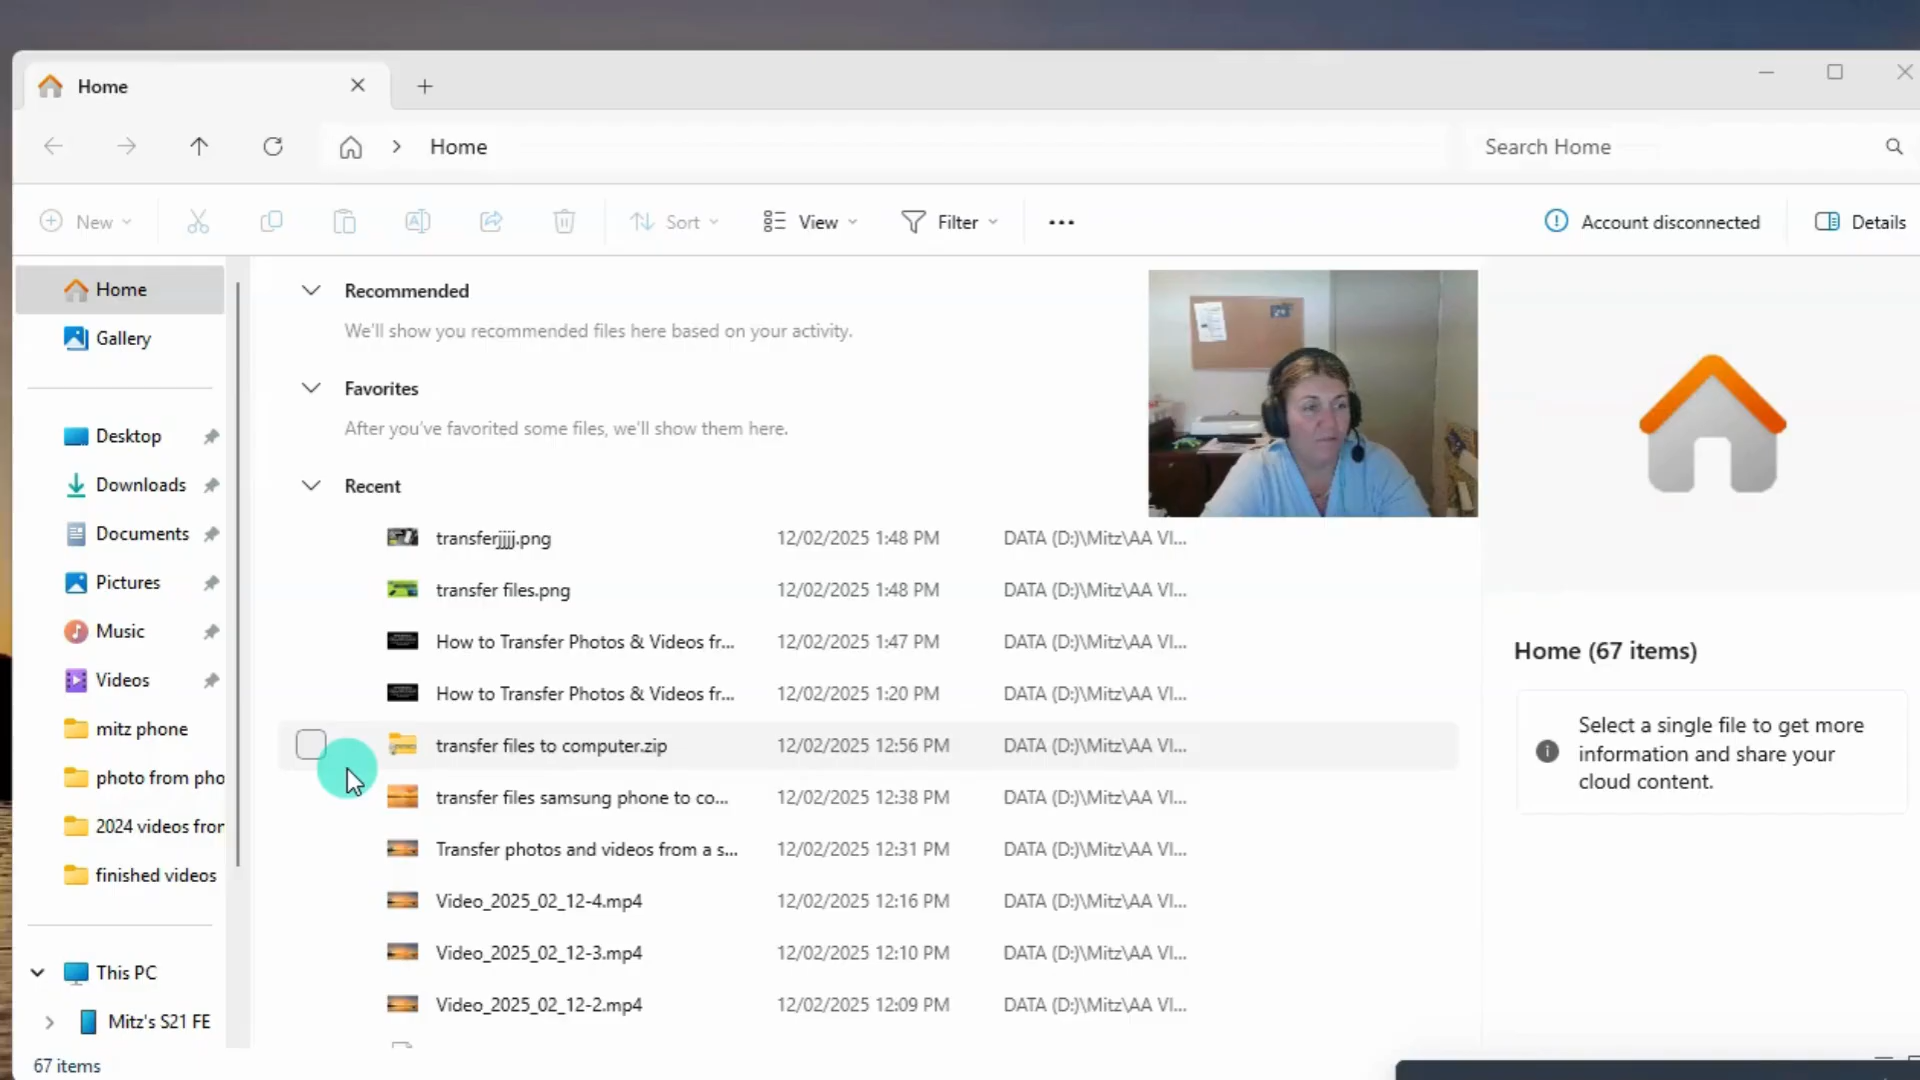 Home
Home
Search Home
New
Sort
View
Filter
Account disconnected
Details
Home
Gallery
Desktop
Downloads
Documents
Pictures
Music
Videos
mitz phone
photo from pho
2024 videos fror
finished videos
This PC
Mitz's S21 FE
67 items
Recommended
We'll show you recommended files here based on your activity.
Favorites
After you've favorited some files, we'll show them here.
Recent
transferjjjj.png 12/02/2025 1:48 PM DATA (D:)\Mitz\AA VI...
transfer files.png 12/02/2025 1:48 PM DATA (D:)\Mitz\AA VI...
How to Transfer Photos & Videos fr... 12/02/2025 1:47 PM DATA (D:)\Mitz\AA VI...
How to Transfer Photos & Videos fr... 12/02/2025 1:20 PM DATA (D:)\Mitz\AA VI...
transfer files to computer.zip 12/02/2025 12:56 PM DATA (D:)\Mitz\AA VI...
transfer files samsung phone to co... 12/02/2025 12:38 PM DATA (D:)\Mitz\AA VI...
Transfer photos and videos from a s... 12/02/2025 12:31 PM DATA (D:)\Mitz\AA VI...
Video_2025_02_12-4.mp4 12/02/2025 12:16 PM DATA (D:)\Mitz\AA VI...
Video_2025_02_12-3.mp4 12/02/2025 12:10 PM DATA (D:)\Mitz\AA VI...
Video_2025_02_12-2.mp4 12/02/2025 12:09 PM DATA (D:)\Mitz\AA VI...
Home (67 items)
Select a single file to get more
information and share your
cloud content.